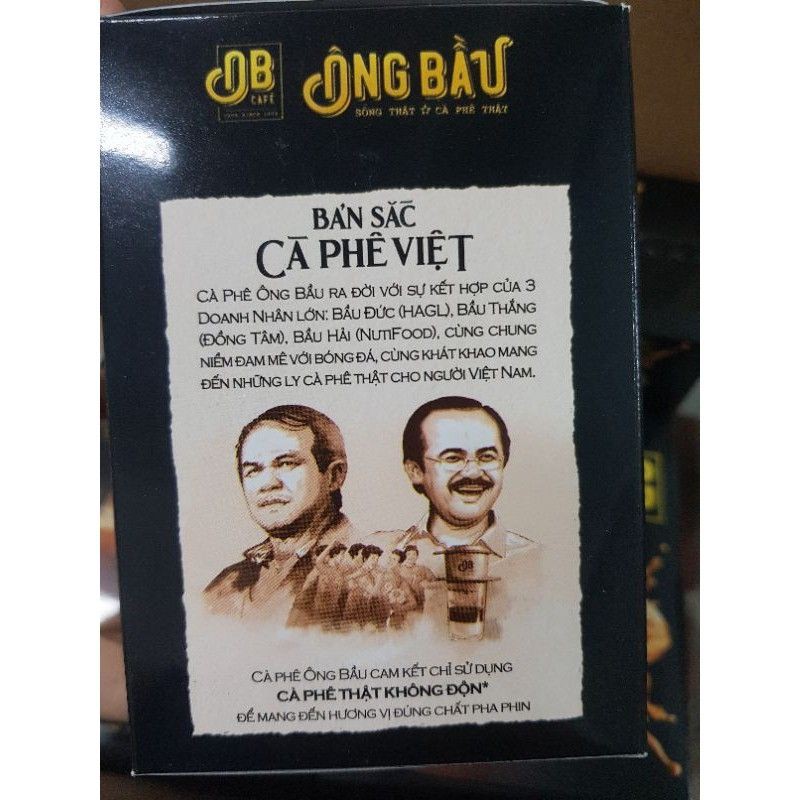 ÔB
CAFÉ
ÔNG BẦU
SỐNG THẬT ☆ CÀ PHÊ THẬT
BẢN SẮC
CÀ PHÊ VIỆT
CÀ PHÊ ÔNG BẦU RA ĐỜI VỚI SỰ KẾT HỢP CỦA 3
DOANH NHÂN LỚN: BẦU ĐỨC (HAGL), BẦU THẮNG
(ĐỒNG TÂM), BẦU HẢI (NUTIFOOD), CÙNG CHUNG
NIỀM ĐAM MÊ VỚI BÓNG ĐÁ, CÙNG KHÁT KHAO MANG
ĐẾN NHỮNG LY CÀ PHÊ THẬT CHO NGƯỜI VIỆT NAM.
ÔB
CÀ PHÊ ÔNG BẦU CAM KẾT CHỈ SỬ DỤNG
CÀ PHÊ THẬT KHÔNG ĐỘN*
ĐỂ MANG ĐẾN HƯƠNG VỊ ĐÚNG CHẤT PHA PHIN